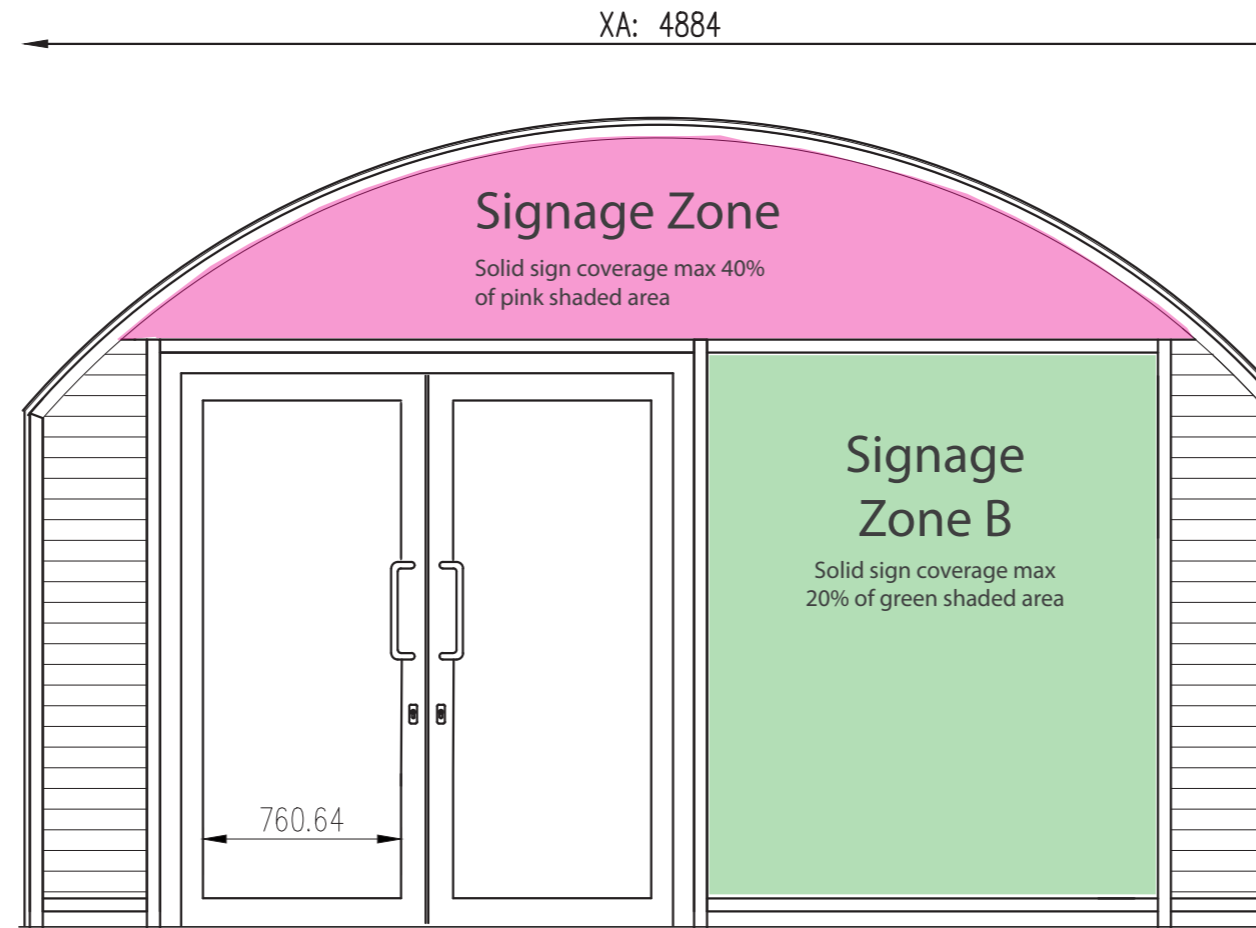 XA: 4884
Signage Zone
Solid sign coverage max 40%
of pink shaded area
Signage
Zone B
Solid sign coverage max
20% of green shaded area
760.64